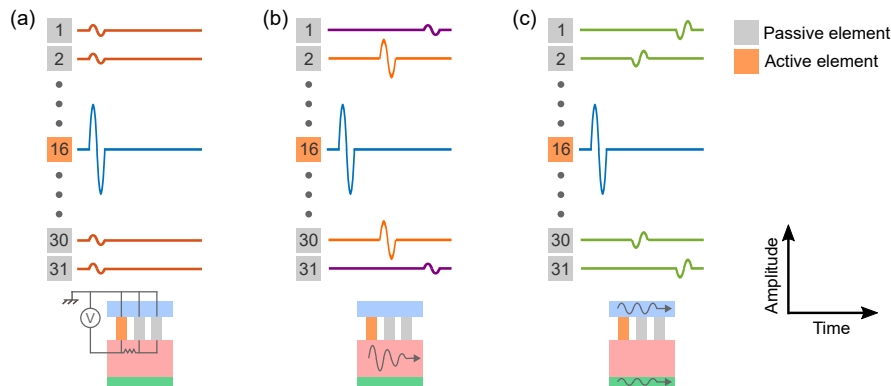 (a)
1
2
16
30
31
V
(b)
1
2
16
30
31
(c)
1
2
16
30
31
Passive element
Active element
Amplitude
Time